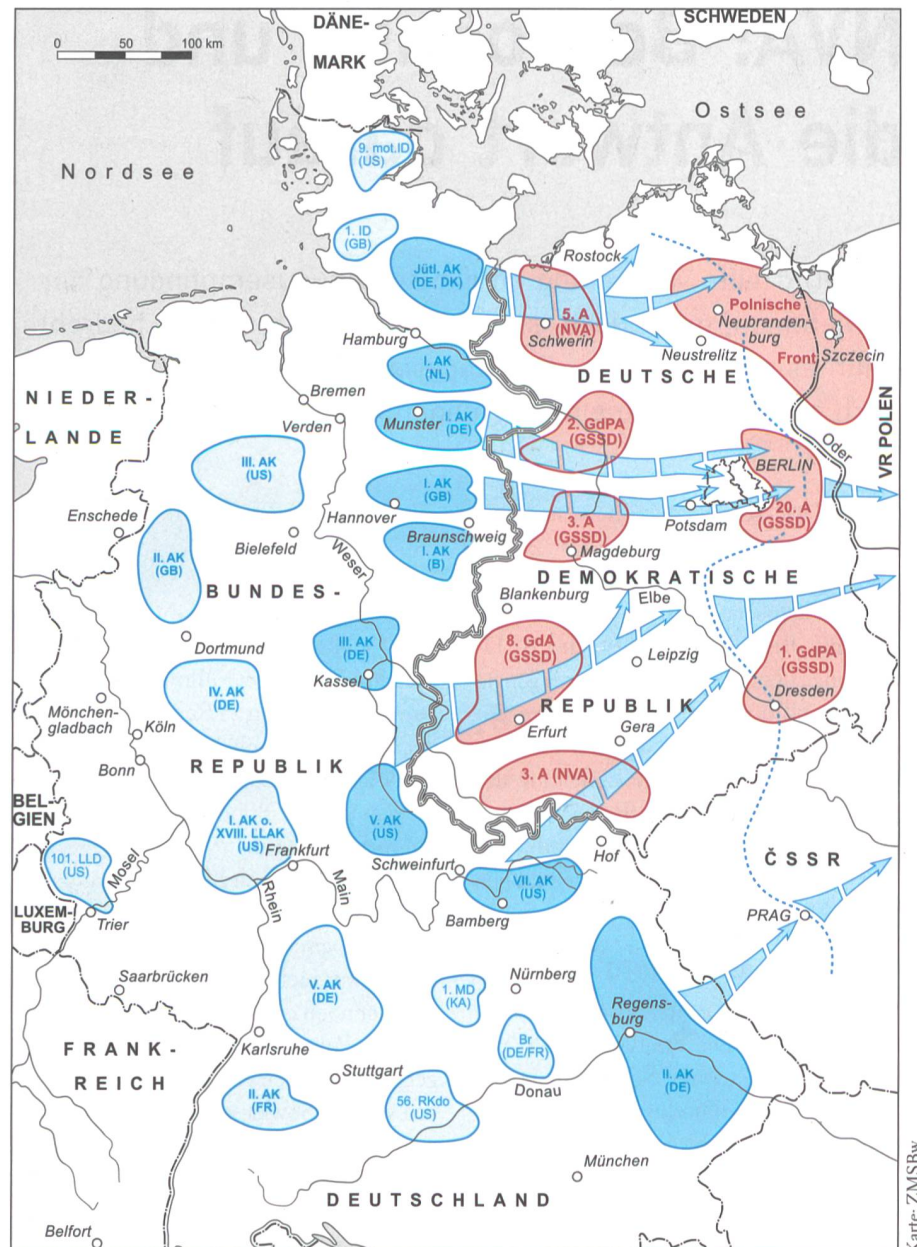 DÄNE-
MARK
SCHWEDEN
0 50 100 km
Ostsee
Nordsee
9. mot.ID
(US)
1. ID
(GB)
Jütl. AK
(DE, DK)
Rostock
5. A
(NVA)
Schwerin
Polnische
Neubranden-
burg
Front
Szczecin
Neustrelitz
Hamburg
I. AK
(NL)
DEUTSCHE
NIEDER-
LANDE
Bremen
Verden
Munster
I. AK
(DE)
2. GdPA
(GSSD)
BERLIN
Oder
VR POLEN
III. AK
(US)
I. AK
(GB)
Hannover
3. A
(GSSD)
Potsdam
20. A
(GSSD)
Enschede
Bielefeld
Braunschweig
I. AK
(B)
Magdeburg
II. AK
(GB)
Weser
BUNDES-
DEMOKRATISCHE
Blankenburg
Elbe
Dortmund
III. AK
(DE)
Kassel
8. GdA
(GSSD)
Leipzig
1. GdPA
(GSSD)
Dresden
IV. AK
(DE)
Mönchen-
gladbach
Köln
Bonn
REPUBLIK
Erfurt
Gera
REPUBLIK
3. A (NVA)
BEL-
GIEN
I. AK o.
XVIII. LLAK
(US)
V. AK
(US)
101. LLD
(US)
Mosel
Frankfurt
Schweinfurt
Hof
ČSSR
LUXEM-
BURG
Trier
Rhein
Main
VII. AK
(US)
Bamberg
PRAG
Saarbrücken
V. AK
(DE)
1. MD
(KA)
Nürnberg
Regens-
burg
Karlsruhe
Br
(DE/FR)
FRANK-
REICH
Stuttgart
Donau
II. AK
(DE)
II. AK
(FR)
56. RKdo
(US)
München
DEUTSCHLAND
Belfort
Karte: ZMSBw